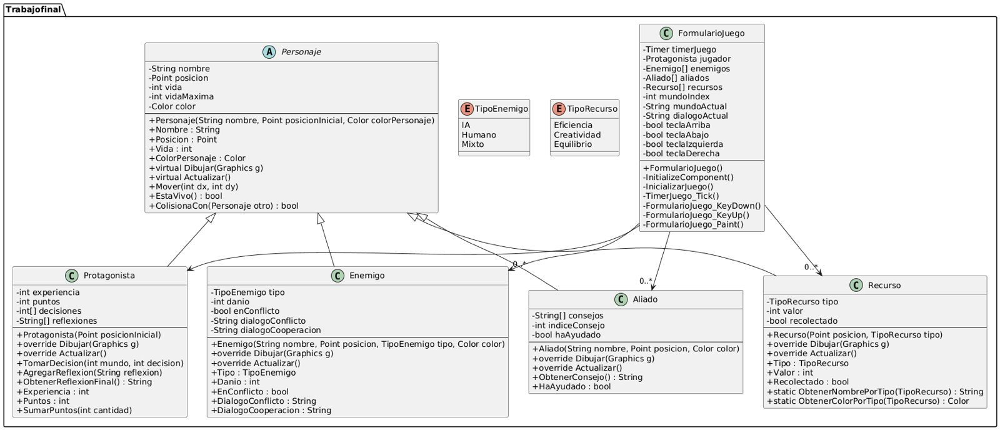 Trabajofinal
A Personaje
-String nombre
-Point posicion
-int vida
-int vidaMaxima
-Color color
+Personaje(String nombre, Point posicionInicial, Color colorPersonaje)
+Nombre : String
+Posicion : Point
+Vida : int
+ColorPersonaje : Color
+virtual Dibujar(Graphics g)
+virtual Actualizar()
+Mover(int dx, int dy)
+EstaVivo() : bool
+ColisionaCon(Personaje otro) : bool
E TipoEnemigo
IA
Humano
Mixto
E TipoRecurso
Eficiencia
Creatividad
Equilibrio
C FormularioJuego
-Timer timerJuego
-Protagonista jugador
-Enemigo[] enemigos
-Aliado[] aliados
-Recurso[] recursos
-int mundoIndex
-String mundoActual
-String dialogoActual
-bool teclaArriba
-bool teclaAbajo
-bool teclaIzquierda
-bool teclaDerecha
+FormularioJuego()
-InitializeComponent()
-InicializarJuego()
-TimerJuego_Tick()
-FormularioJuego_KeyDown()
-FormularioJuego_KeyUp()
-FormularioJuego_Paint()
0..*
0..*
0..*
C Protagonista
-int experiencia
-int puntos
-int[] decisiones
-String[] reflexiones
+Protagonista(Point posicionInicial)
+override Dibujar(Graphics g)
+override Actualizar()
+TomarDecision(int mundo, int decision)
+AgregarReflexion(String reflexion)
+ObtenerReflexionFinal() : String
+Experiencia : int
+Puntos : int
+SumarPuntos(int cantidad)
C Enemigo
-TipoEnemigo tipo
-int danio
-bool enConflicto
-String dialogoConflicto
-String dialogoCooperacion
+Enemigo(String nombre, Point posicion, TipoEnemigo tipo, Color color)
+override Dibujar(Graphics g)
+override Actualizar()
+Tipo : TipoEnemigo
+Danio : int
+EnConflicto : bool
+DialogoConflicto : String
+DialogoCooperacion : String
C Aliado
-String[] consejos
-int indiceConsejo
-bool haAyudado
+Aliado(String nombre, Point posicion, Color color)
+override Dibujar(Graphics g)
+override Actualizar()
+ObtenerConsejo() : String
+HaAyudado : bool
C Recurso
-TipoRecurso tipo
-int valor
-bool recolectado
+Recurso(Point posicion, TipoRecurso tipo)
+override Dibujar(Graphics g)
+override Actualizar()
+Tipo : TipoRecurso
+Valor : int
+Recolectado : bool
+static ObtenerNombrePorTipo(TipoRecurso) : String
+static ObtenerColorPorTipo(TipoRecurso) : Color